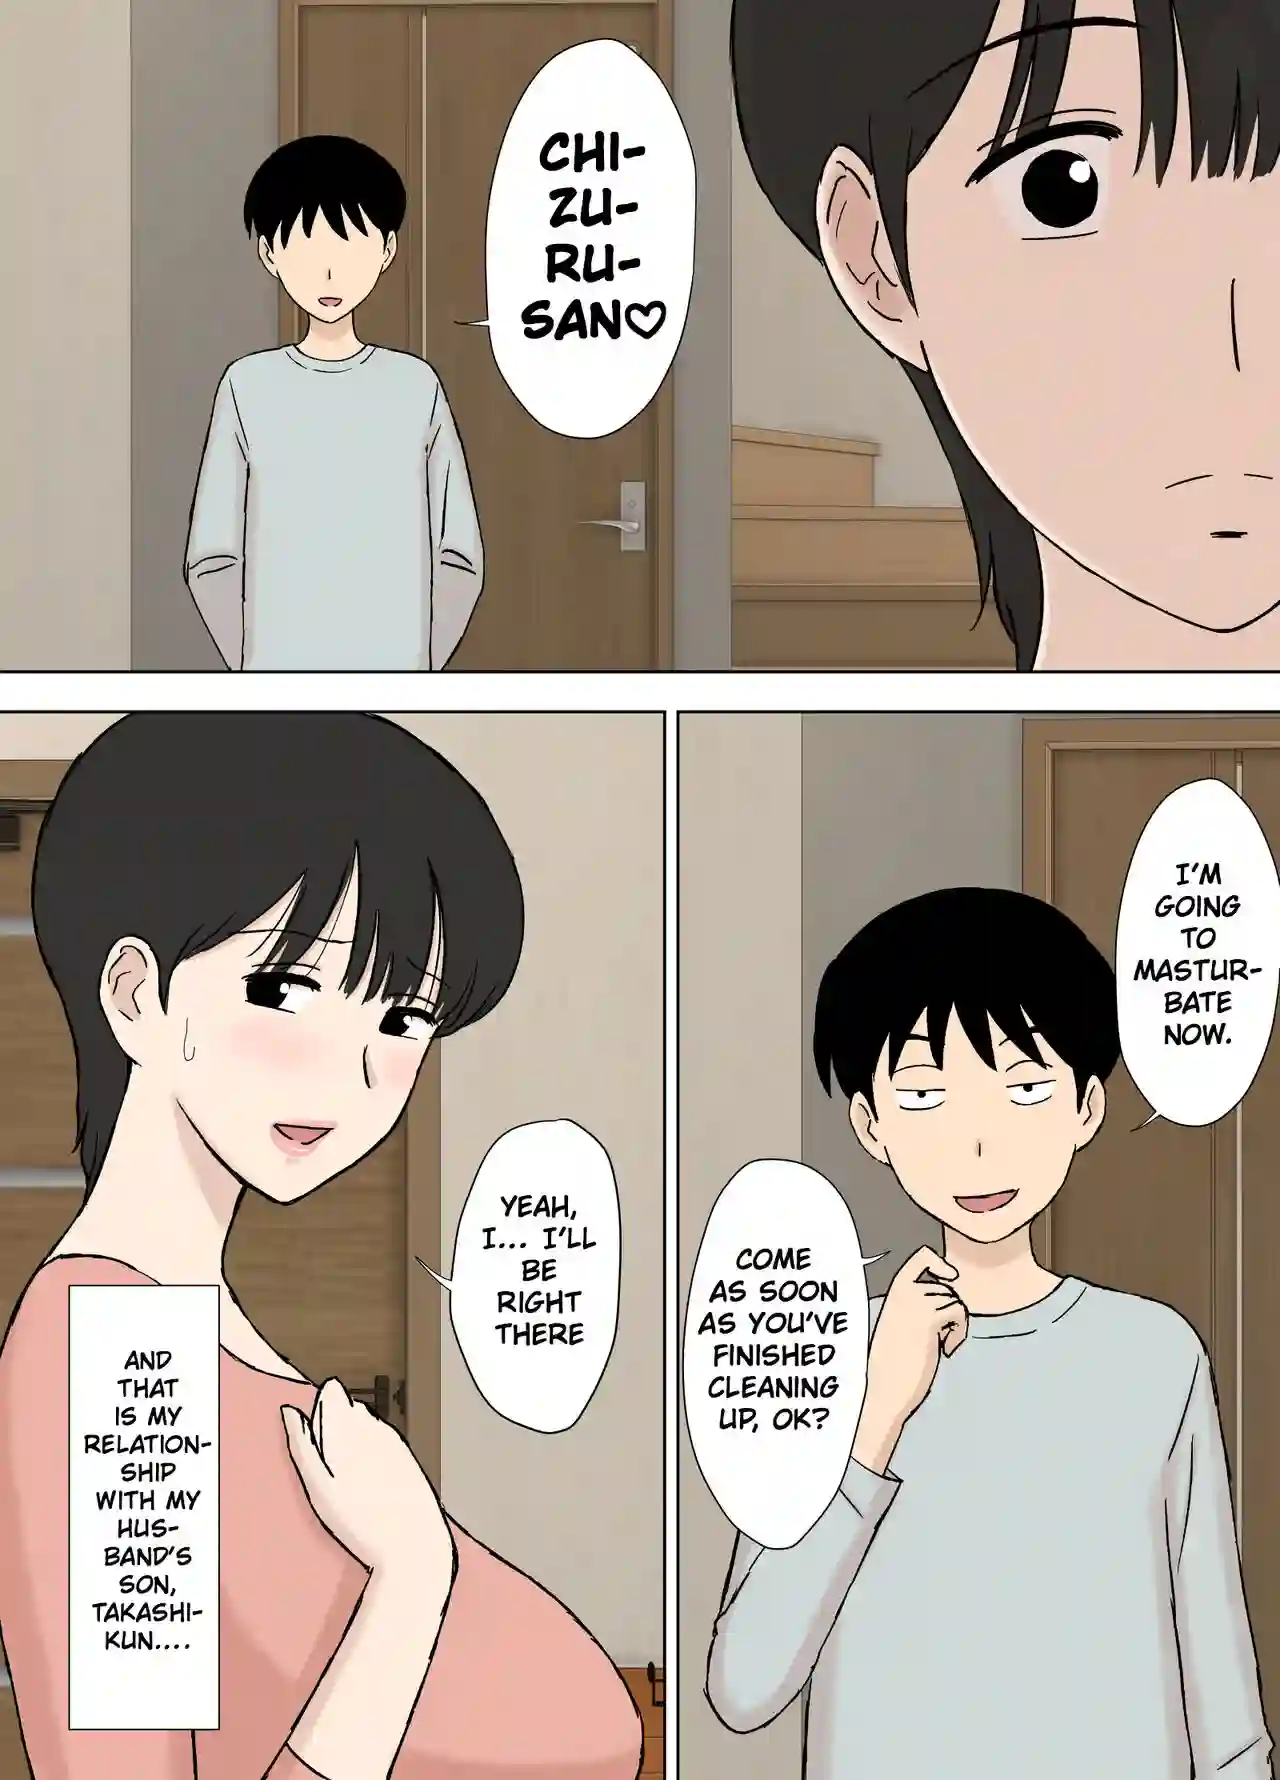 CHI-
ZU-
RU-
SAN♡
I'M
GOING
TO
MASTUR-
BATE
NOW.
COME
AS SOON
AS YOU'VE
FINISHED
CLEANING
UP, OK?
YEAH,
I... I'LL
BE
RIGHT
THERE
AND
THAT
IS MY
RELATION-
SHIP
WITH MY
HUS-
BAND'S
SON,
TAKASHI-
KUN....